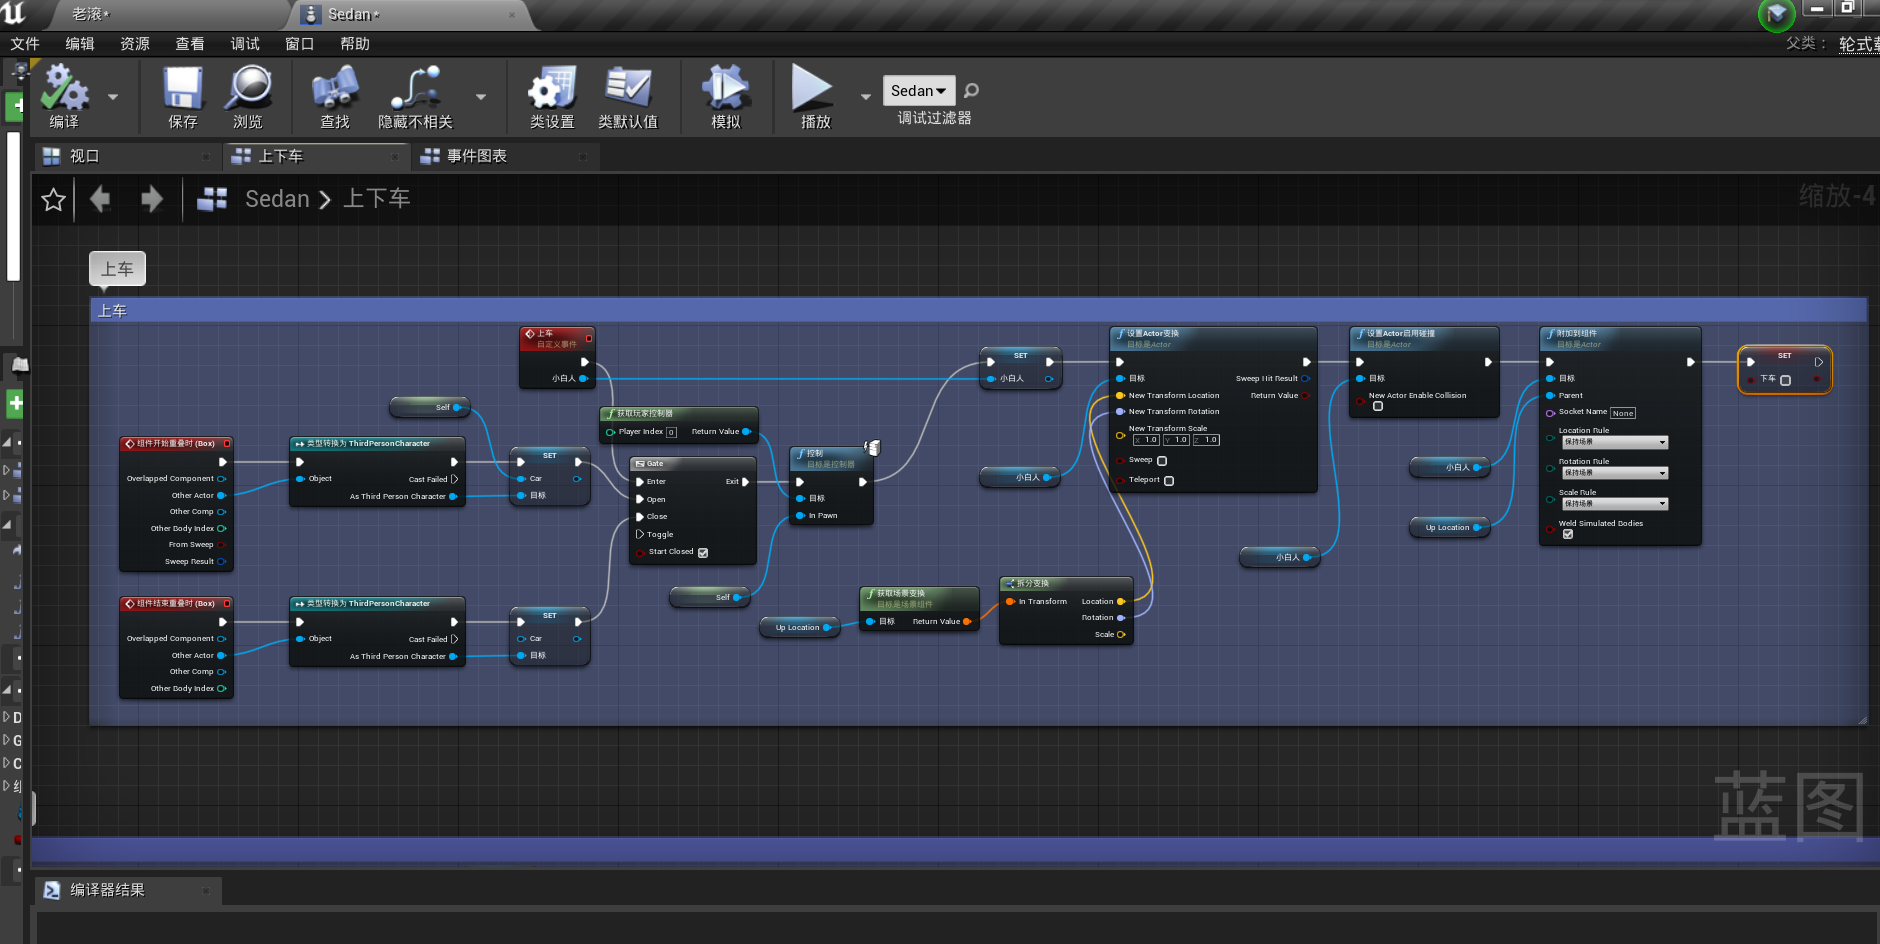 老滚*
Sedan*
文件 编辑 资源 查看 调试 窗口 帮助
父类：
编译
保存
浏览
查找
隐藏不相关
类设置
类默认值
模拟
播放
Sedan
调试过滤器
视口
上下车
事件图表
Sedan
上下车
缩放-4
上车
上车
上车
自定义事件
小白人
Self
组件开始重叠时 (Box)
Overlapped Component
Other Actor
Other Comp
Other Body Index
From Sweep
Sweep Result
类型转换为 ThirdPersonCharacter
Object
Cast Failed
As Third Person Character
SET
Car
目标
获取玩家控制器
Player Index 0
Return Value
Gate
Enter
Exit
Open
Close
Toggle
Start Closed
控制
目标是控制器
目标
In Pawn
Self
组件结束重叠时 (Box)
Overlapped Component
Other Actor
Other Comp
Other Body Index
类型转换为 ThirdPersonCharacter
Object
Cast Failed
As Third Person Character
SET
Car
目标
Up Location
获取场景变换
目标是场景组件
目标
Return Value
拆分变换
In Transform
Location
Rotation
Scale
SET
小白人
小白人
设置Actor变换
目标是Actor
目标
Sweep Hit Result
New Transform Location
Return Value
New Transform Rotation
New Transform Scale
X 1.0 Y 1.0 Z 1.0
Sweep
Teleport
小白人
设置Actor启用碰撞
目标是Actor
目标
New Actor Enable Collision
小白人
Up Location
附加到组件
目标是Actor
目标
Parent
Socket Name None
Location Rule
保持场景
Rotation Rule
保持场景
Scale Rule
保持场景
Weld Simulated Bodies
SET
下车
蓝图
编译器结果